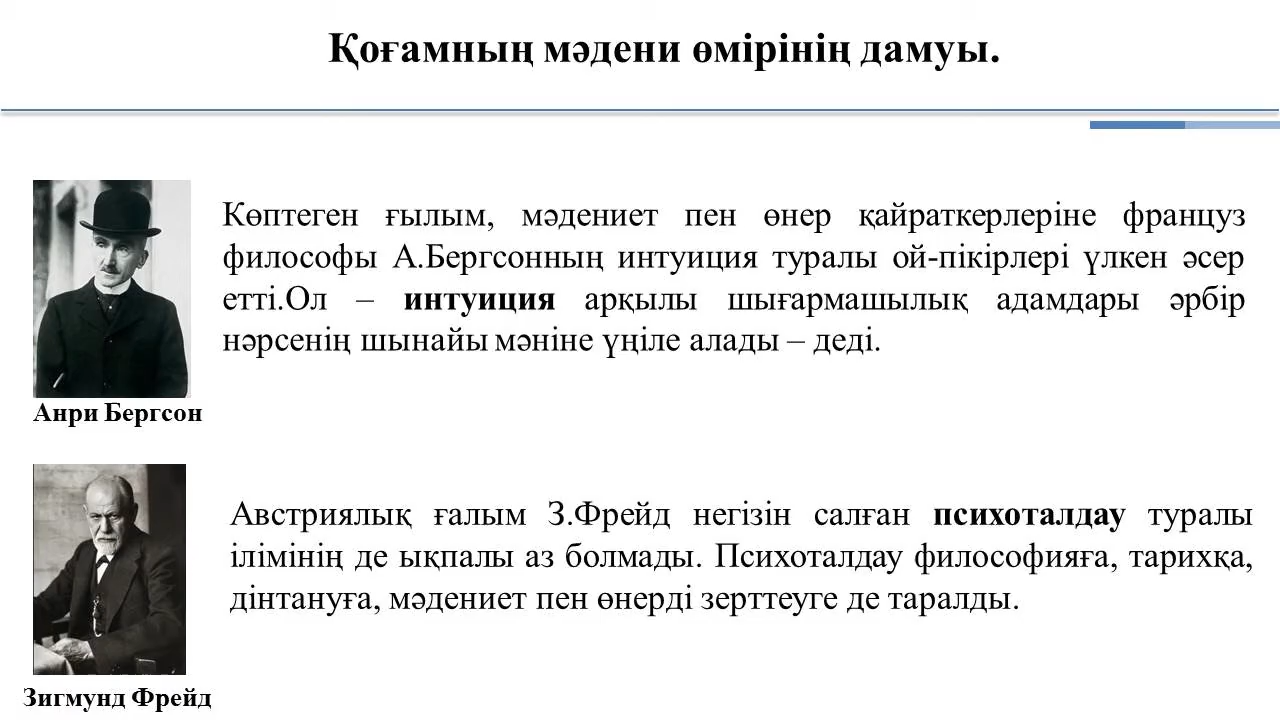 Қоғамның мәдени өмірінің дамуы.
Көптеген ғылым, мәдениет пен өнер қайраткерлеріне француз
философы А.Бергсонның интуиция туралы ой-пікірлері үлкен әсер
етті.Ол – интуиция арқылы шығармашылық адамдары әрбір
нәрсенің шынайы мәніне үңіле алады – деді.
Анри Бергсон
Австриялық ғалым З.Фрейд негізін салған психоталдау туралы
ілімінің де ықпалы аз болмады. Психоталдау философияға, тарихқа,
дінтануға, мәдениет пен өнерді зерттеуге де таралды.
Зигмунд Фрейд